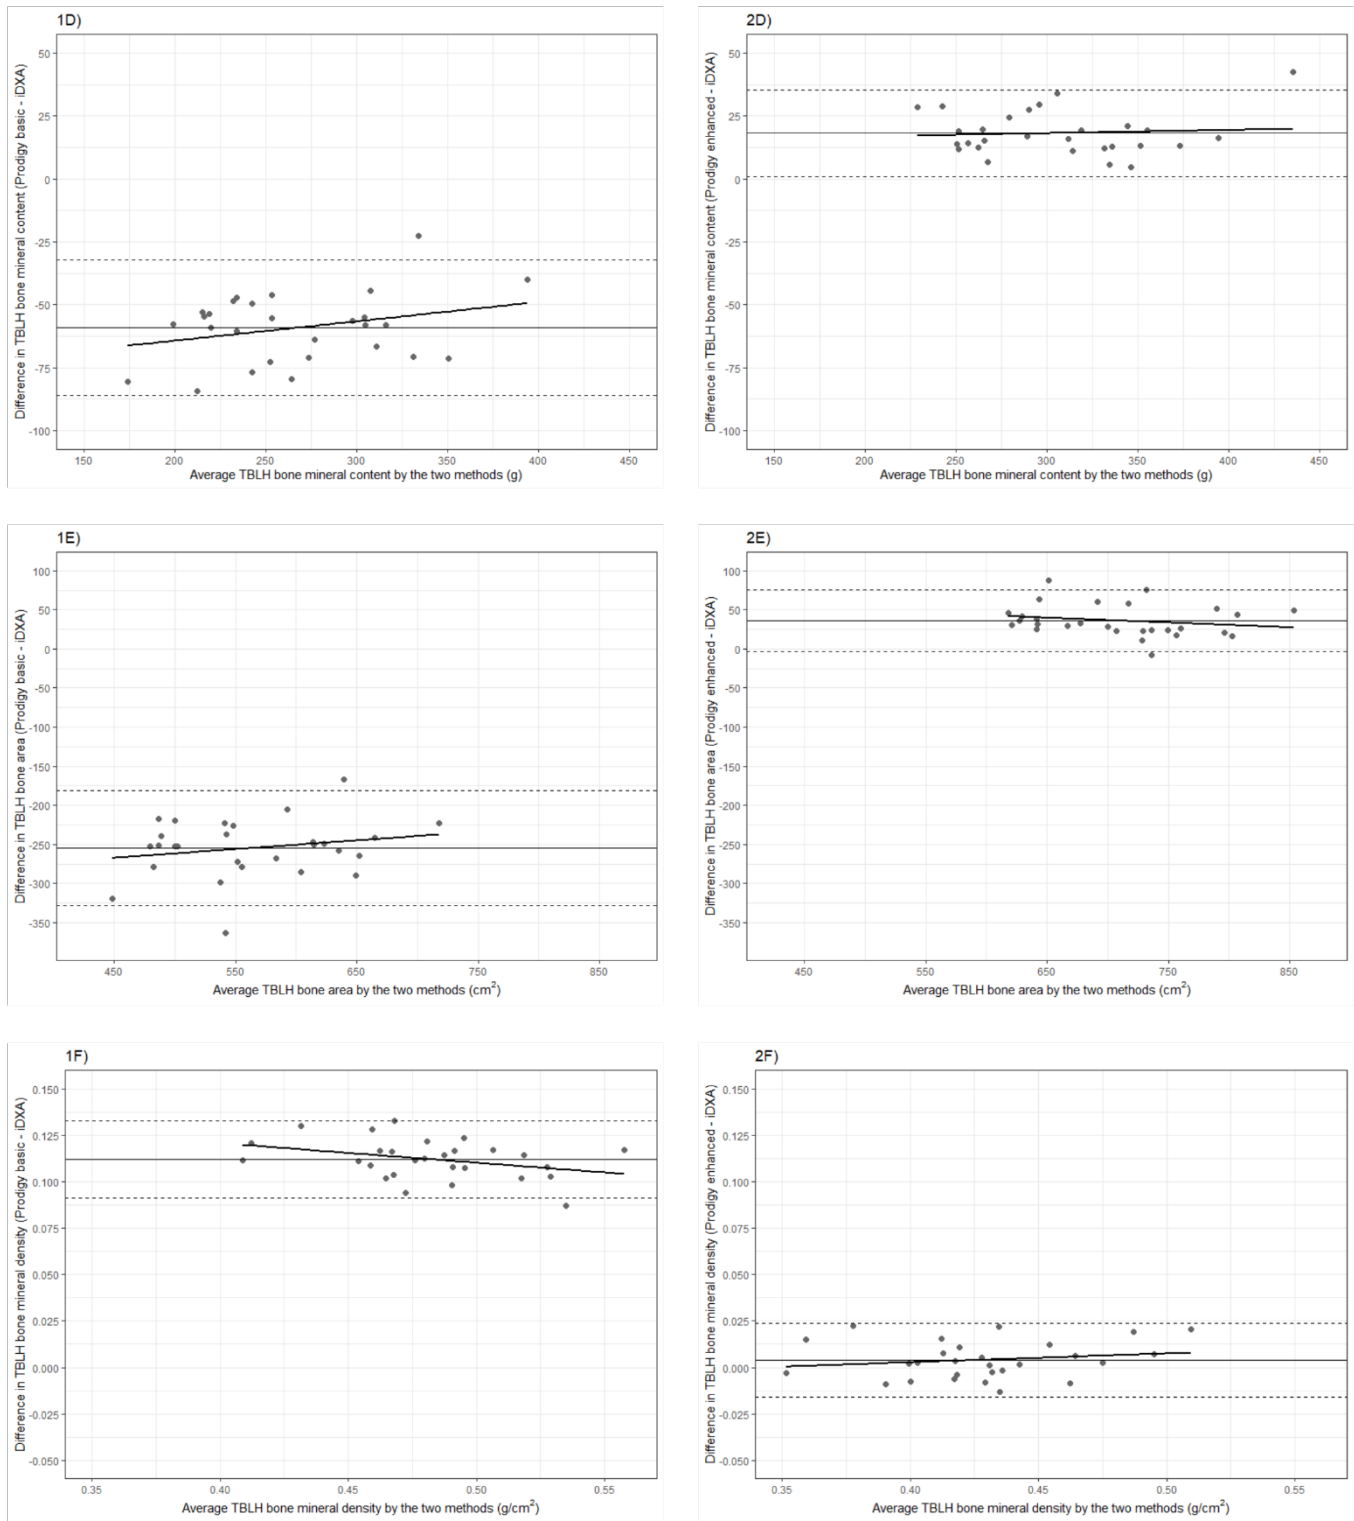 1D)
Difference in TBLH bone mineral content (Prodigy basic - iDXA)
50
25
0
-25
-50
-75
-100
150 200 250 300 350 400 450
Average TBLH bone mineral content by the two methods (g)
2D)
Difference in TBLH bone mineral content (Prodigy enhanced - iDXA)
50
25
0
-25
-50
-75
-100
150 200 250 300 350 400 450
Average TBLH bone mineral content by the two methods (g)
1E)
Difference in TBLH bone area (Prodigy basic - iDXA)
100
50
0
-50
-100
-150
-200
-250
-300
-350
450 550 650 750 850
Average TBLH bone area by the two methods (cm²)
2E)
Difference in TBLH bone area (Prodigy enhanced - iDXA)
100
50
0
-50
-100
-150
-200
-250
-300
-350
450 550 650 750 850
Average TBLH bone area by the two methods (cm²)
1F)
Difference in TBLH bone mineral density (Prodigy basic - iDXA)
0.150
0.125
0.100
0.075
0.050
0.025
0.000
-0.025
-0.050
0.35 0.40 0.45 0.50 0.55
Average TBLH bone mineral density by the two methods (g/cm²)
2F)
Difference in TBLH bone mineral density (Prodigy enhanced - iDXA)
0.150
0.125
0.100
0.075
0.050
0.025
0.000
-0.025
-0.050
0.35 0.40 0.45 0.50 0.55
Average TBLH bone mineral density by the two methods (g/cm²)